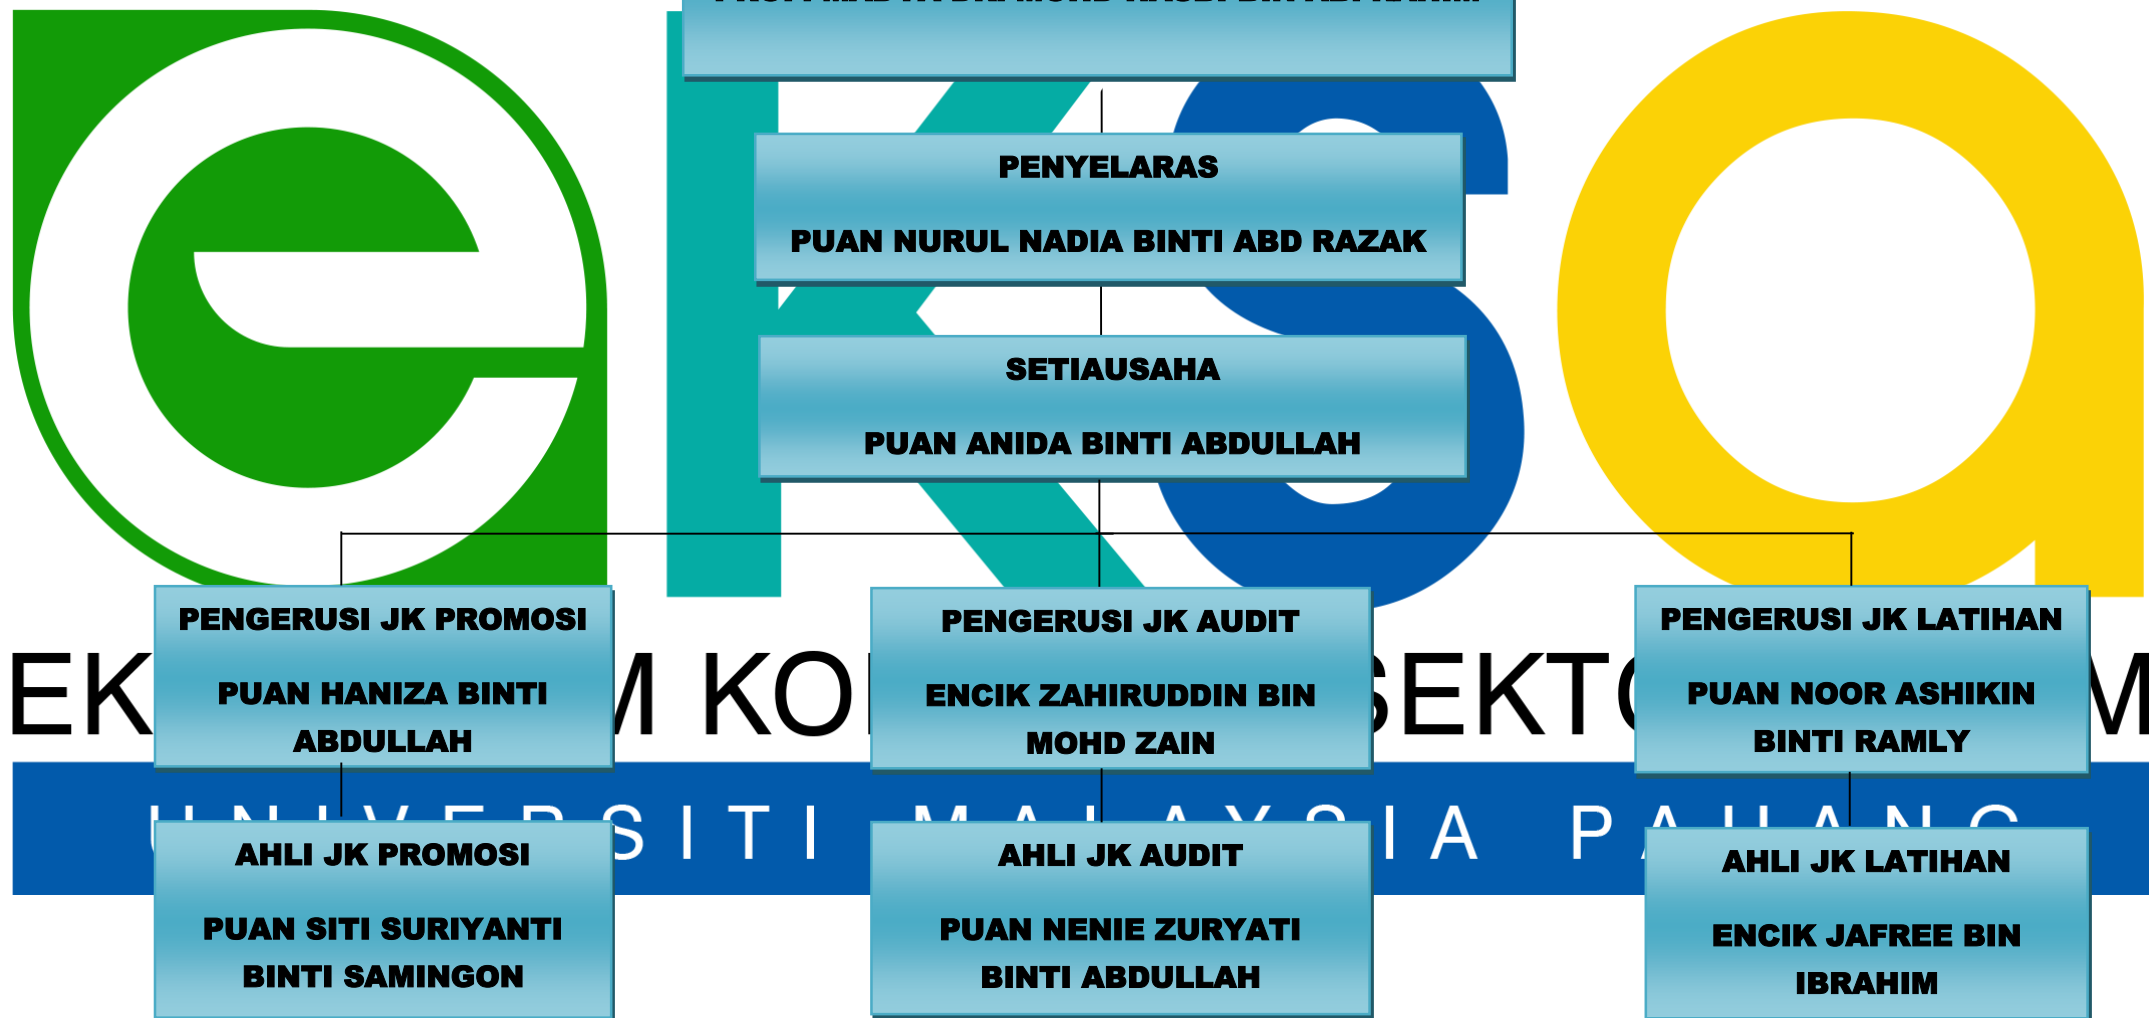 PENYELARAS
PUAN NURUL NADIA BINTI ABD RAZAK
SETIAUSAHA
PUAN ANIDA BINTI ABDULLAH
PENGERUSI JK PROMOSI
PUAN HANIZA BINTI
ABDULLAH
PENGERUSI JK AUDIT
ENCIK ZAHIRUDDIN BIN
MOHD ZAIN
PENGERUSI JK LATIHAN
PUAN NOOR ASHIKIN
BINTI RAMLY
UNIVERSITI MALAYSIA PAHANG
AHLI JK PROMOSI
PUAN SITI SURIYANTI
BINTI SAMINGON
AHLI JK AUDIT
PUAN NENIE ZURYATI
BINTI ABDULLAH
AHLI JK LATIHAN
ENCIK JAFREE BIN
IBRAHIM